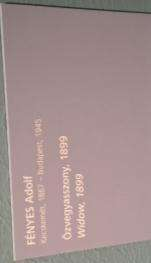 FÉNYES Adolf
Kecskemét, 1867 – Budapest, 1945
Özvegyasszony, 1899
Widow, 1899